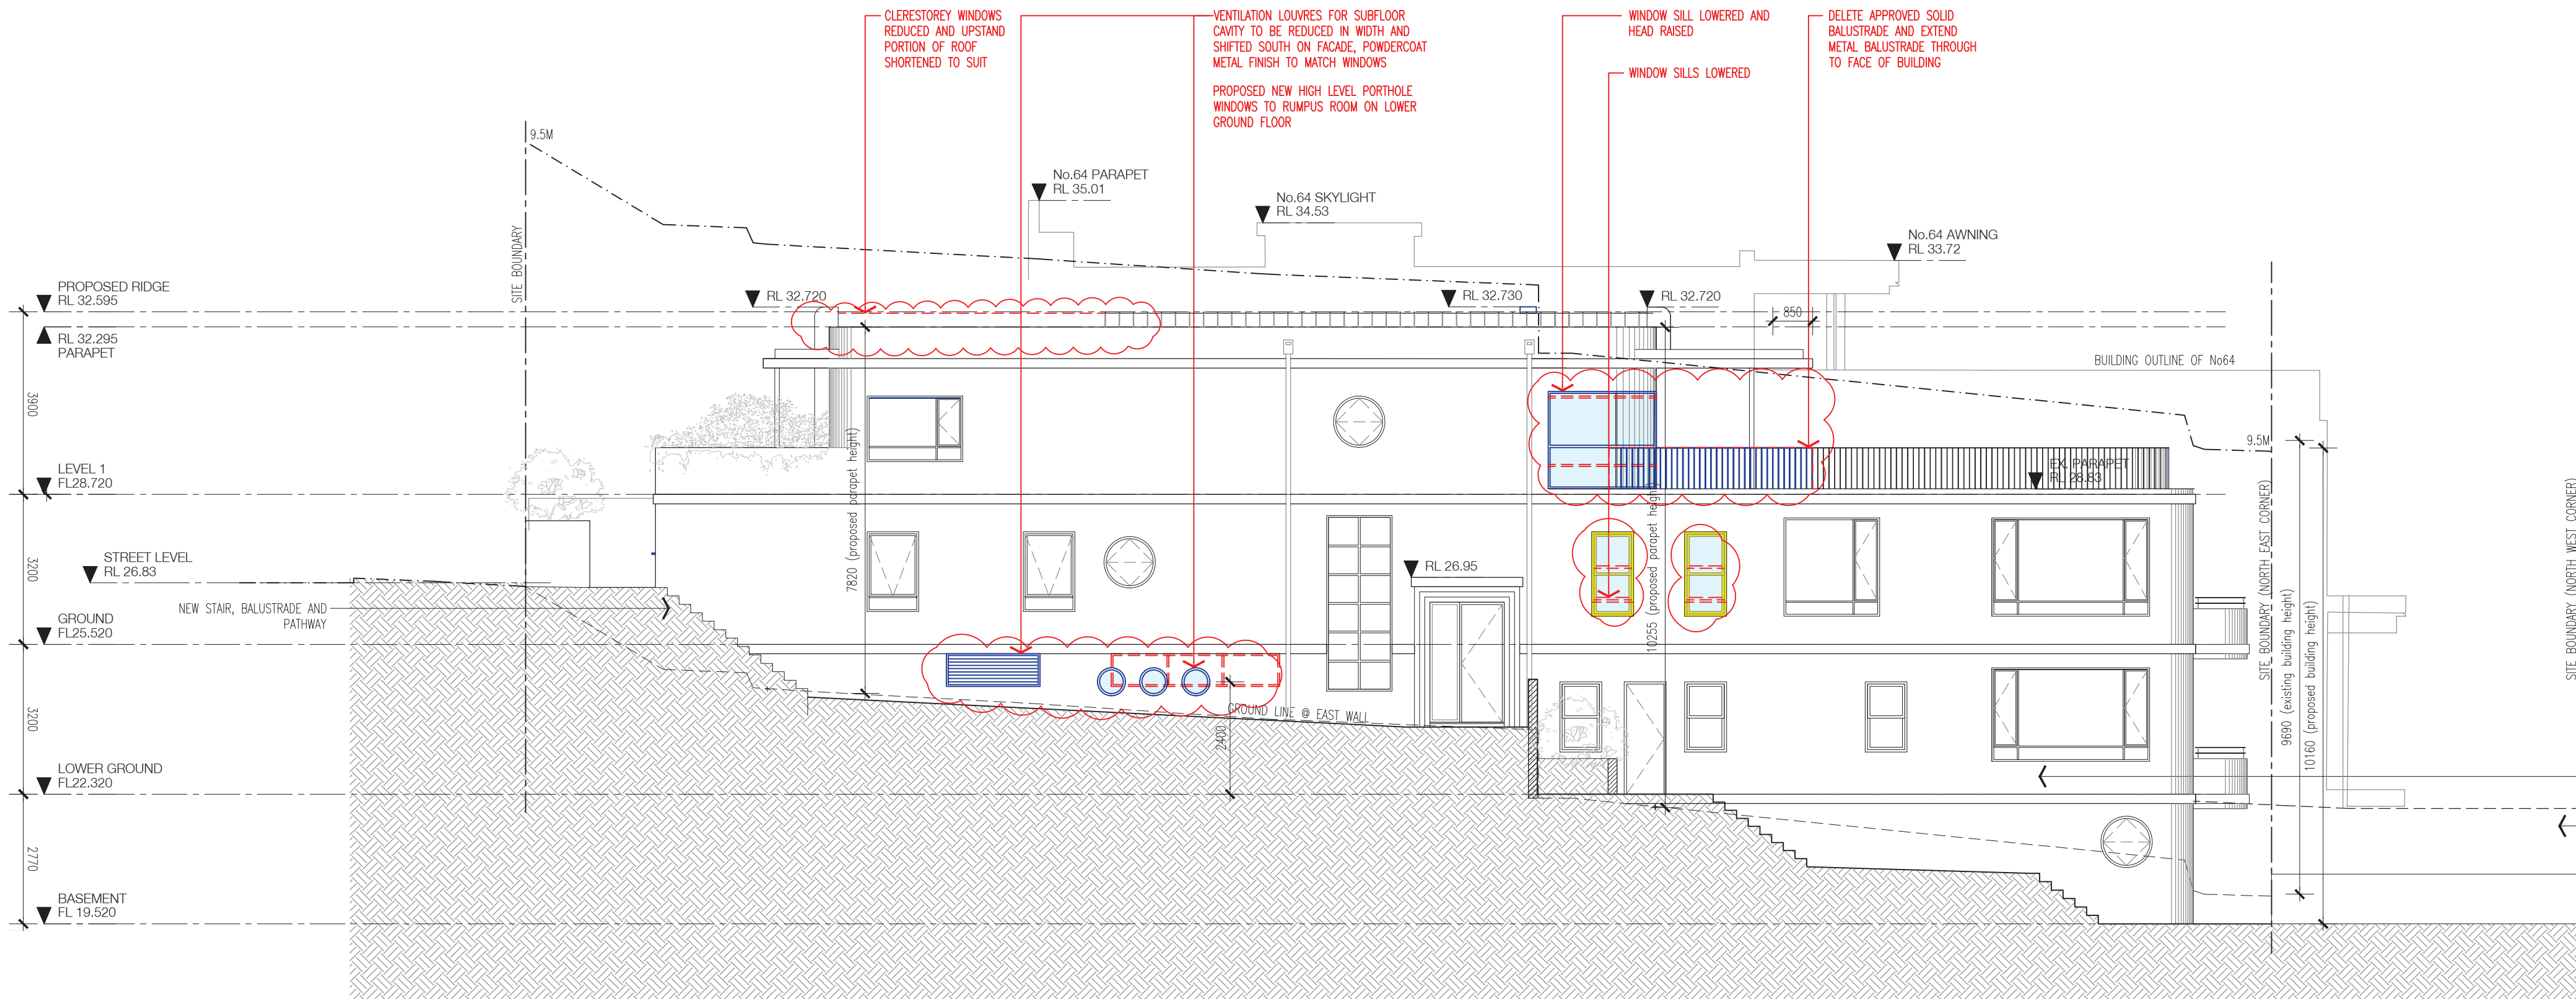 CLERESTOREY WINDOWS
REDUCED AND UPSTAND
PORTION OF ROOF
SHORTENED TO SUIT
VENTILATION LOUVRES FOR SUBFLOOR
CAVITY TO BE REDUCED IN WIDTH AND
SHIFTED SOUTH ON FACADE, POWDERCOAT
METAL FINISH TO MATCH WINDOWS
PROPOSED NEW HIGH LEVEL PORTHOLE
WINDOWS TO RUMPUS ROOM ON LOWER
GROUND FLOOR
WINDOW SILL LOWERED AND
HEAD RAISED
WINDOW SILLS LOWERED
DELETE APPROVED SOLID
BALUSTRADE AND EXTEND
METAL BALUSTRADE THROUGH
TO FACE OF BUILDING
9.5M
SITE BOUNDARY
No.64 PARAPET
RL 35.01
No.64 SKYLIGHT
RL 34.53
No.64 AWNING
RL 33.72
PROPOSED RIDGE
RL 32.595
RL 32.295
PARAPET
RL 32.720
RL 32.730
RL 32.720
850
BUILDING OUTLINE OF No64
3900
7820 (proposed parapet height)
9.5M
LEVEL 1
FL28.720
EX. PARAPET
RL 28.83
STREET LEVEL
RL 26.83
3200
RL 26.95
NEW STAIR, BALUSTRADE AND
PATHWAY
GROUND
FL25.520
10255 (proposed parapet height)
SITE BOUNDARY (NORTH EAST CORNER)
9690 (existing building height)
10160 (proposed building height)
SITE BOUNDARY (NORTH WEST CORNER)
3200
GROUND LINE @ EAST WALL
2400
LOWER GROUND
FL22.320
2770
BASEMENT
FL 19.520